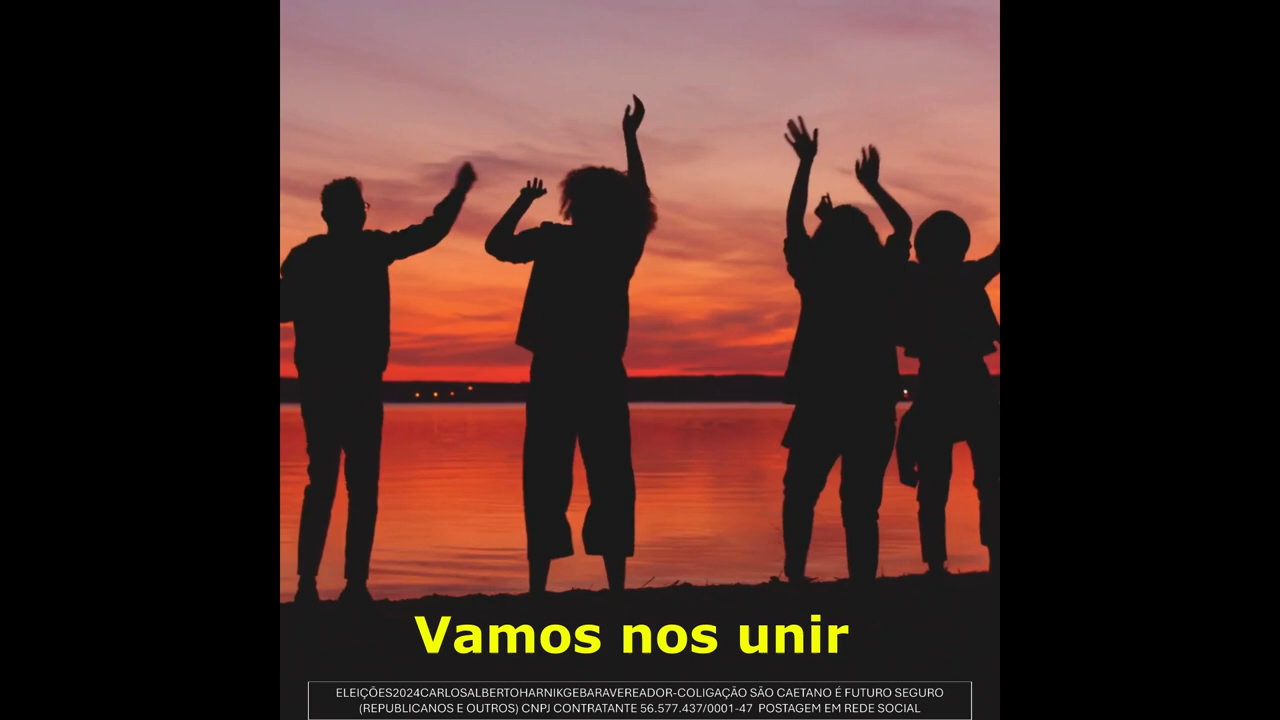 Vamos nos unir
ELEIÇÕES2024CARLOSALBERTOHARNIKGEBARAVEREADOR-COLIGAÇÃO SÃO CAETANO É FUTURO SEGURO
(REPUBLICANOS E OUTROS) CNPJ CONTRATANTE 56.577.437/0001-47 POSTAGEM EM REDE SOCIAL